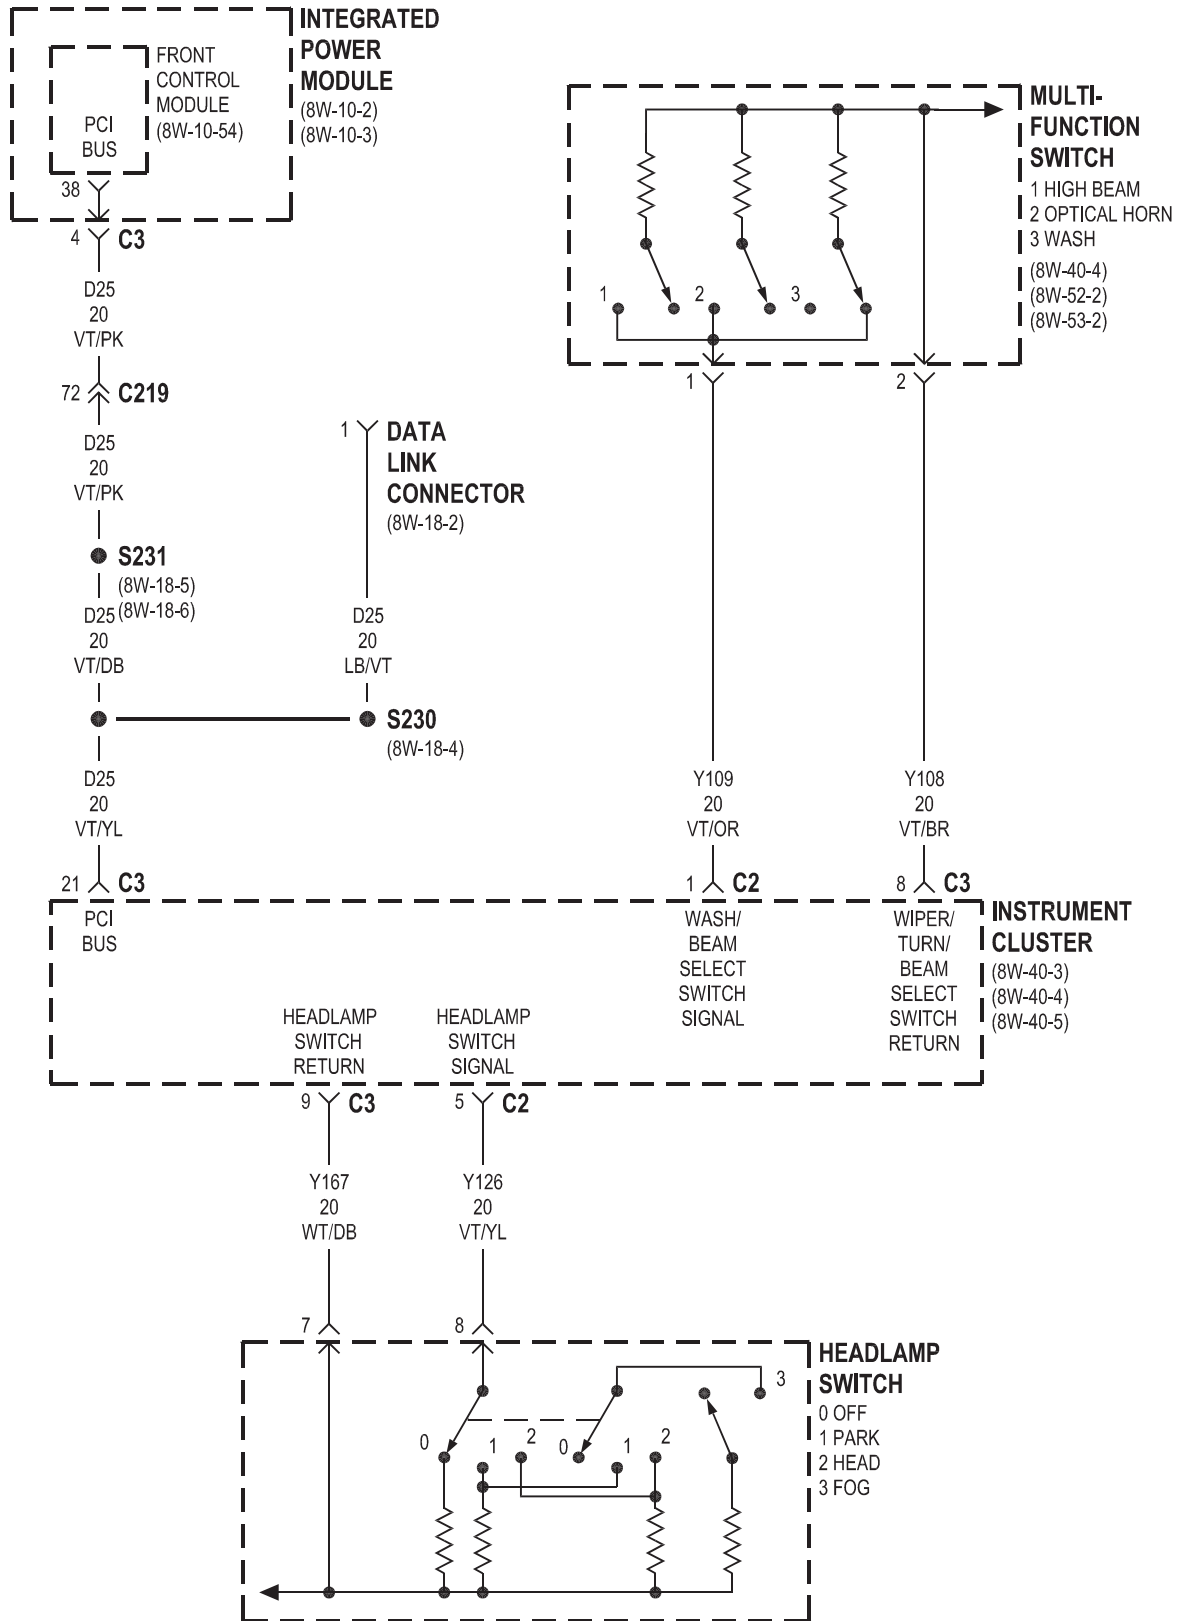 INTEGRATED
POWER
MODULE
(8W-10-2)
(8W-10-3)
FRONT
CONTROL
MODULE
(8W-10-54)
PCI
BUS
38
4 C3
D25
20
VT/PK
72 C219
D25
20
VT/PK
S231
(8W-18-5)
(8W-18-6)
D25
20
VT/DB
1 DATA
LINK
CONNECTOR
(8W-18-2)
D25
20
LB/VT
S230
(8W-18-4)
D25
20
VT/YL
21 C3
MULTI-
FUNCTION
SWITCH
1 HIGH BEAM
2 OPTICAL HORN
3 WASH
(8W-40-4)
(8W-52-2)
(8W-53-2)
1 2 3
1 2
Y109
20
VT/OR
Y108
20
VT/BR
1 C2
8 C3
PCI
BUS
WASH/
BEAM
SELECT
SWITCH
SIGNAL
WIPER/
TURN/
BEAM
SELECT
SWITCH
RETURN
INSTRUMENT
CLUSTER
(8W-40-3)
(8W-40-4)
(8W-40-5)
HEADLAMP
SWITCH
RETURN
HEADLAMP
SWITCH
SIGNAL
9 C3
5 C2
Y167
20
WT/DB
Y126
20
VT/YL
7 8
HEADLAMP
SWITCH
0 OFF
1 PARK
2 HEAD
3 FOG
3
0 1 2 0 1 2